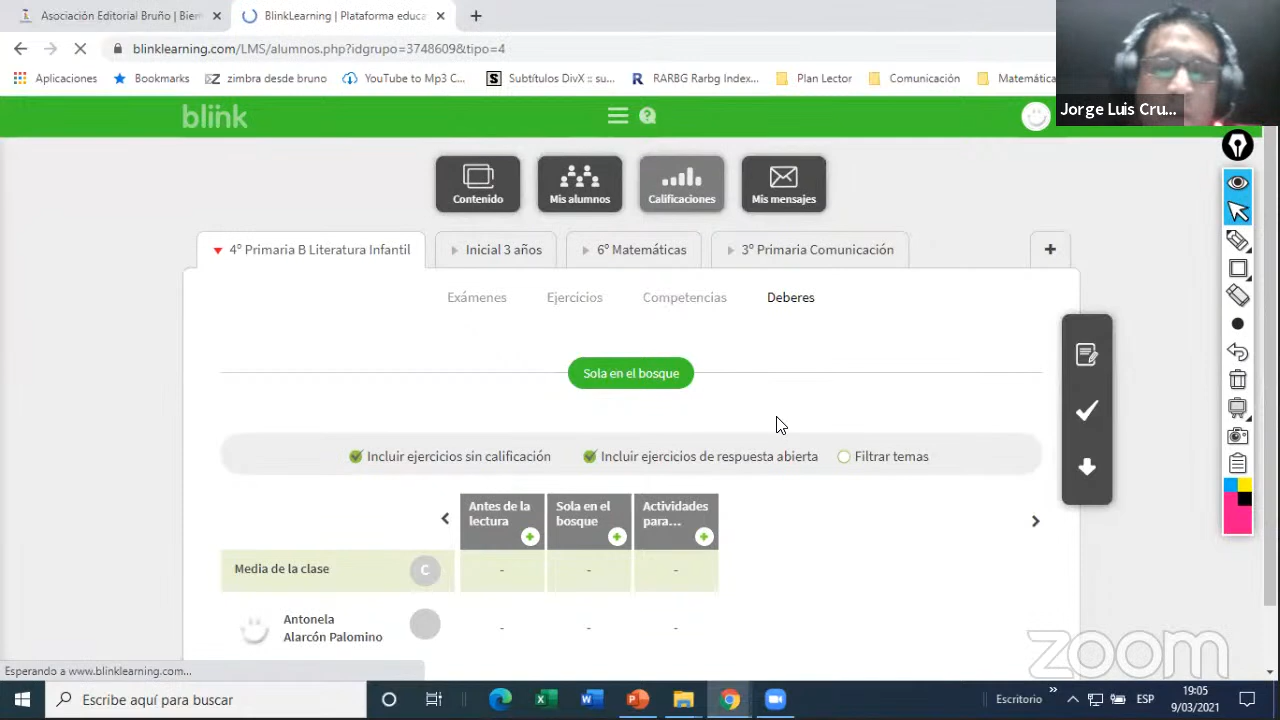 Asociación Editorial Bruño | Bien
BlinkLearning | Plataforma educa
blinklearning.com/LMS/alumnos.php?idgrupo=3748609&tipo=4
Aplicaciones
Bookmarks
zimbra desde bruno
YouTube to Mp3 C...
Subtítulos DivX :: su...
RARBG Rarbg Index...
Plan Lector
Comunicación
Matemática
Jorge Luis Cru...
blink
Contenido
Mis alumnos
Calificaciones
Mis mensajes
4º Primaria B Literatura Infantil
Inicial 3 años
6º Matemáticas
3º Primaria Comunicación
Exámenes
Ejercicios
Competencias
Deberes
Sola en el bosque
Incluir ejercicios sin calificación
Incluir ejercicios de respuesta abierta
Filtrar temas
Antes de la
lectura
Sola en el
bosque
Actividades
para...
Media de la clase
C
-
-
-
Antonela
Alarcón Palomino
-
-
-
zoom
Esperando a www.blinklearning.com...
Escribe aquí para buscar
Escritorio
ESP
19:05
9/03/2021